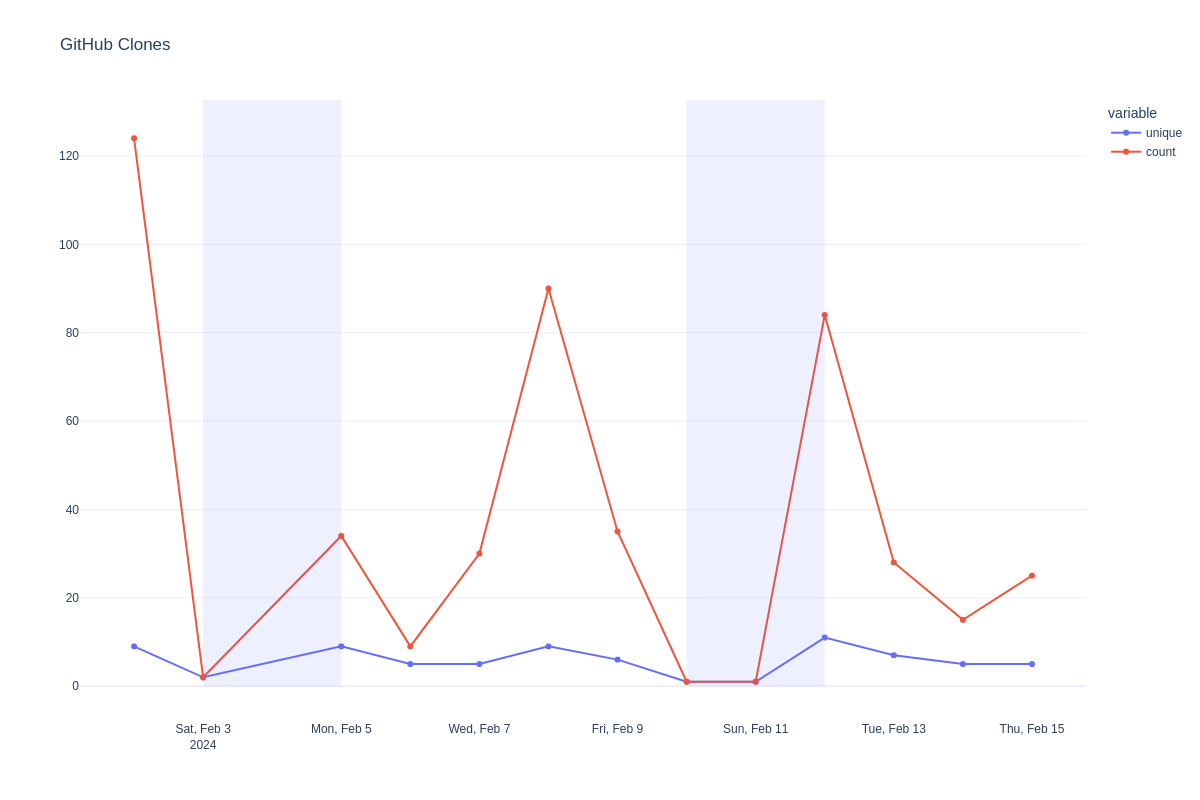 GitHub Clones
variable
unique
count
120
100
80
60
40
20
0
Sat, Feb 3
2024
Mon, Feb 5
Wed, Feb 7
Fri, Feb 9
Sun, Feb 11
Tue, Feb 13
Thu, Feb 15